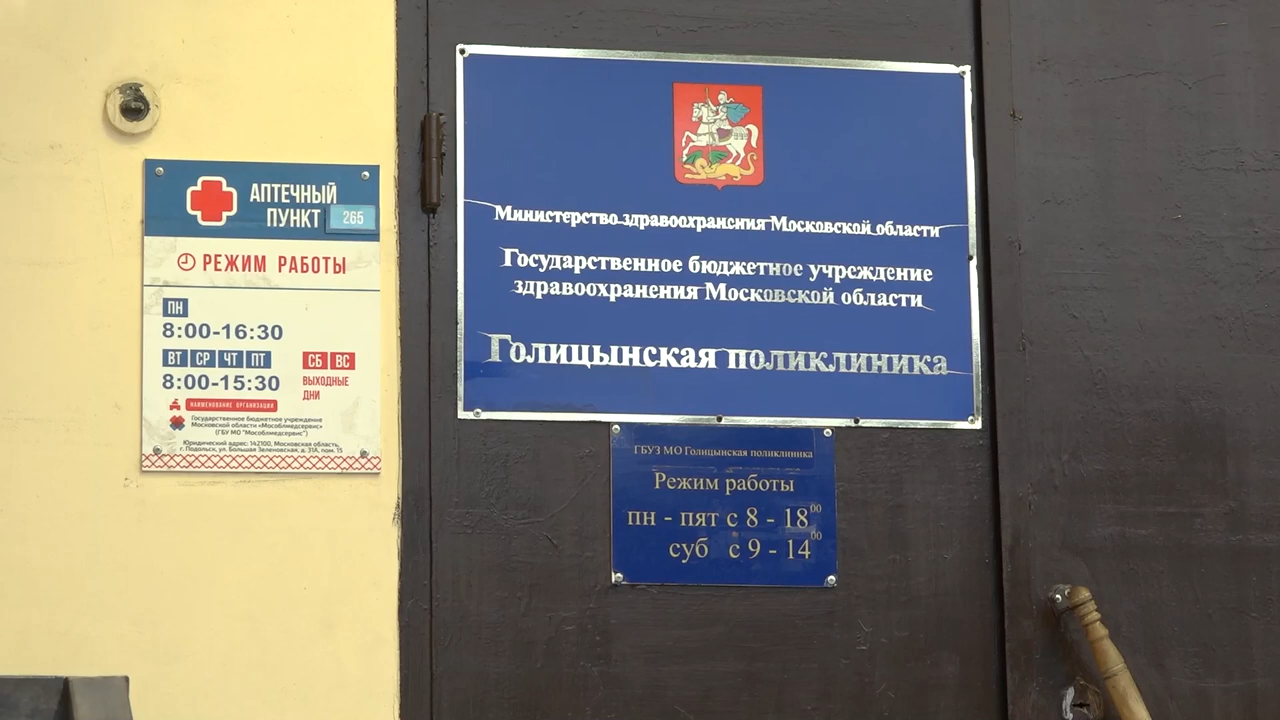 АПТЕЧНЫЙ
ПУНКТ 265
РЕЖИМ РАБОТЫ
ПН
8:00-16:30
ВТ СР ЧТ ПТ
8:00-15:30
СБ ВС
ВЫХОДНЫЕ
ДНИ
НАИМЕНОВАНИЕ ОРГАНИЗАЦИИ
Государственное бюджетное учреждение
Московской области «Мособлмедсервис»
(ГБУ МО "Мособлмедсервис")
Юридический адрес: 142100, Московская область,
г. Подольск, ул. Большая Зеленовская, д. 31А, пом. 15
Министерство здравоохранения Московской области
Государственное бюджетное учреждение
здравоохранения Московской области
Голицынская поликлиника
ГБУЗ МО Голицынская поликлиника
Режим работы
пн - пят с 8 - 18 00
суб с 9 - 14 00